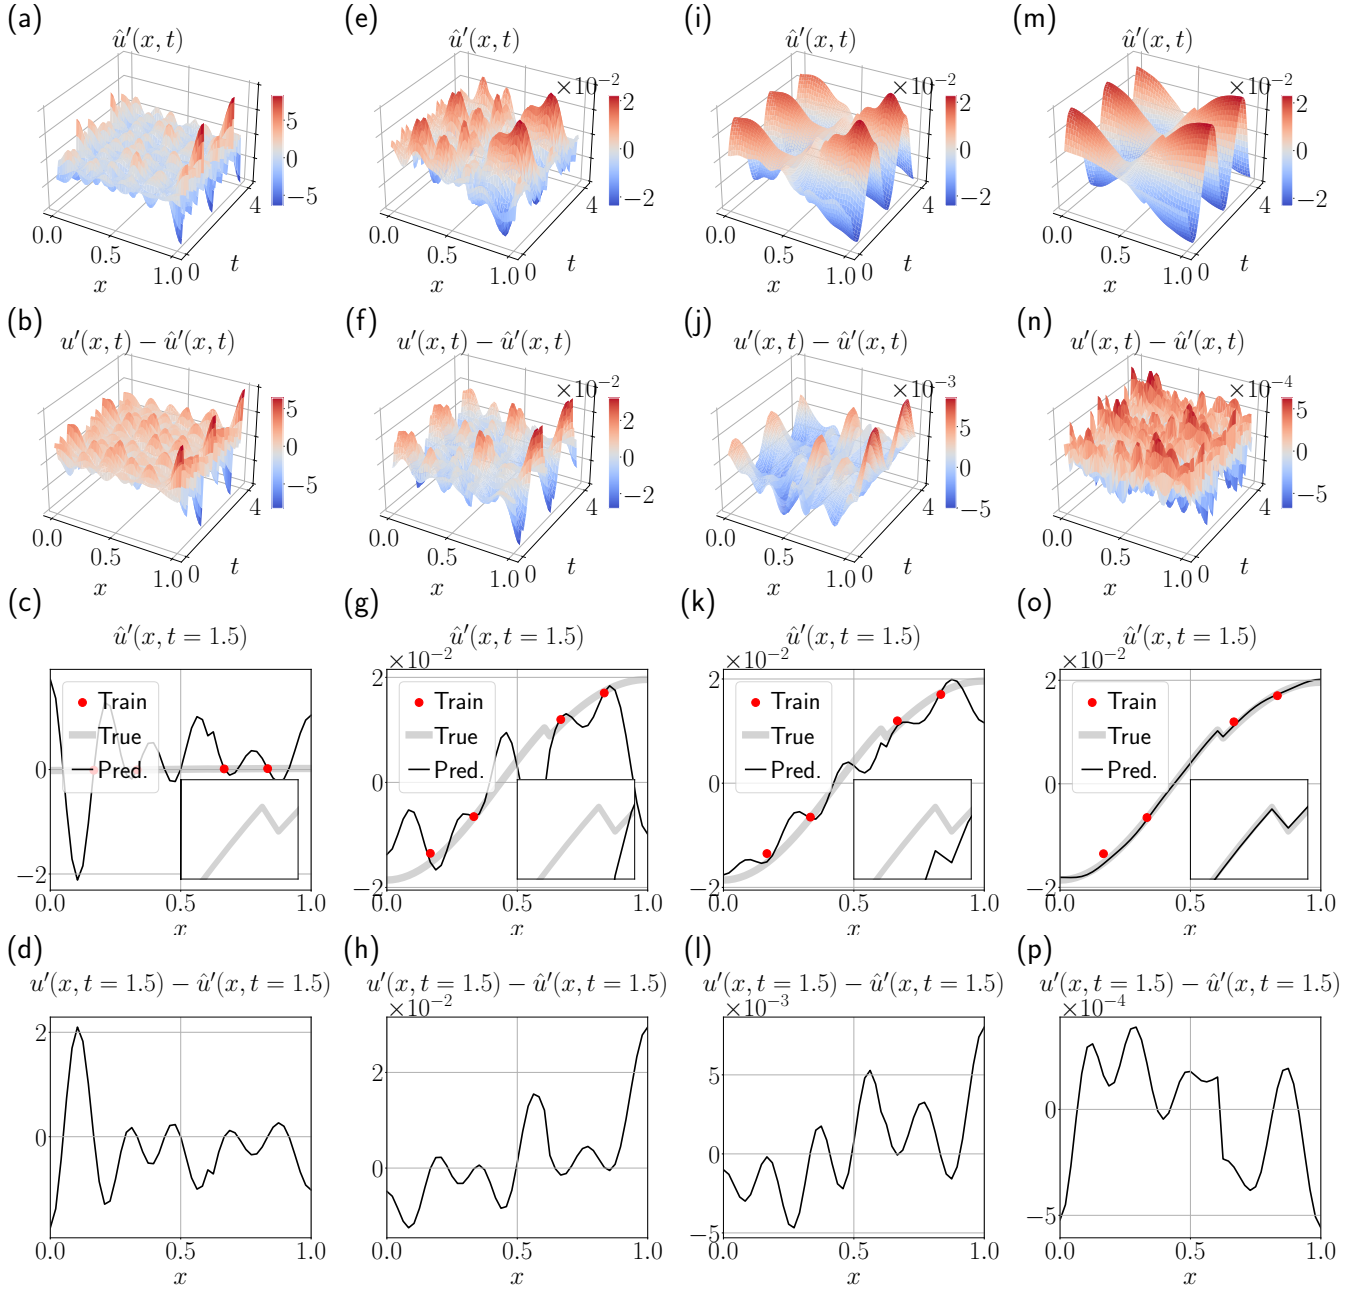 (a) (e) (i) (m)
û′(x, t) û′(x, t) û′(x, t) û′(x, t)
×10⁻² ×10⁻² ×10⁻²
5 0 −5
2 0 −2
2 0 −2
2 0 −2
0.0 0.5 1.0 x 0 4 t
0.0 0.5 1.0 x 0 4 t
0.0 0.5 1.0 x 0 4 t
0.0 0.5 1.0 x 0 4 t
(b) (f) (j) (n)
u′(x, t) − û′(x, t) u′(x, t) − û′(x, t) u′(x, t) − û′(x, t) u′(x, t) − û′(x, t)
×10⁻² ×10⁻³ ×10⁻⁴
5 0 −5
2 0 −2
5 0 −5
5 0 −5
0.0 0.5 1.0 x 0 4 t
0.0 0.5 1.0 x 0 4 t
0.0 0.5 1.0 x 0 4 t
0.0 0.5 1.0 x 0 4 t
(c) (g) (k) (o)
û′(x, t = 1.5) û′(x, t = 1.5) û′(x, t = 1.5) û′(x, t = 1.5)
×10⁻² ×10⁻² ×10⁻²
0 −2
Train
True
Pred.
0.0 0.5 1.0
x
2 0 −2
Train
True
Pred.
0.0 0.5 1.0
x
2 0 −2
Train
True
Pred.
0.0 0.5 1.0
x
2 0 −2
Train
True
Pred.
0.0 0.5 1.0
x
(d) (h) (l) (p)
u′(x, t = 1.5) − û′(x, t = 1.5) u′(x, t = 1.5) − û′(x, t = 1.5) u′(x, t = 1.5) − û′(x, t = 1.5) u′(x, t = 1.5) − û′(x, t = 1.5)
×10⁻² ×10⁻³ ×10⁻⁴
2 0
0.0 0.5 1.0
x
2 0
0.0 0.5 1.0
x
5 0 −5
0.0 0.5 1.0
x
0 −5
0.0 0.5 1.0
x